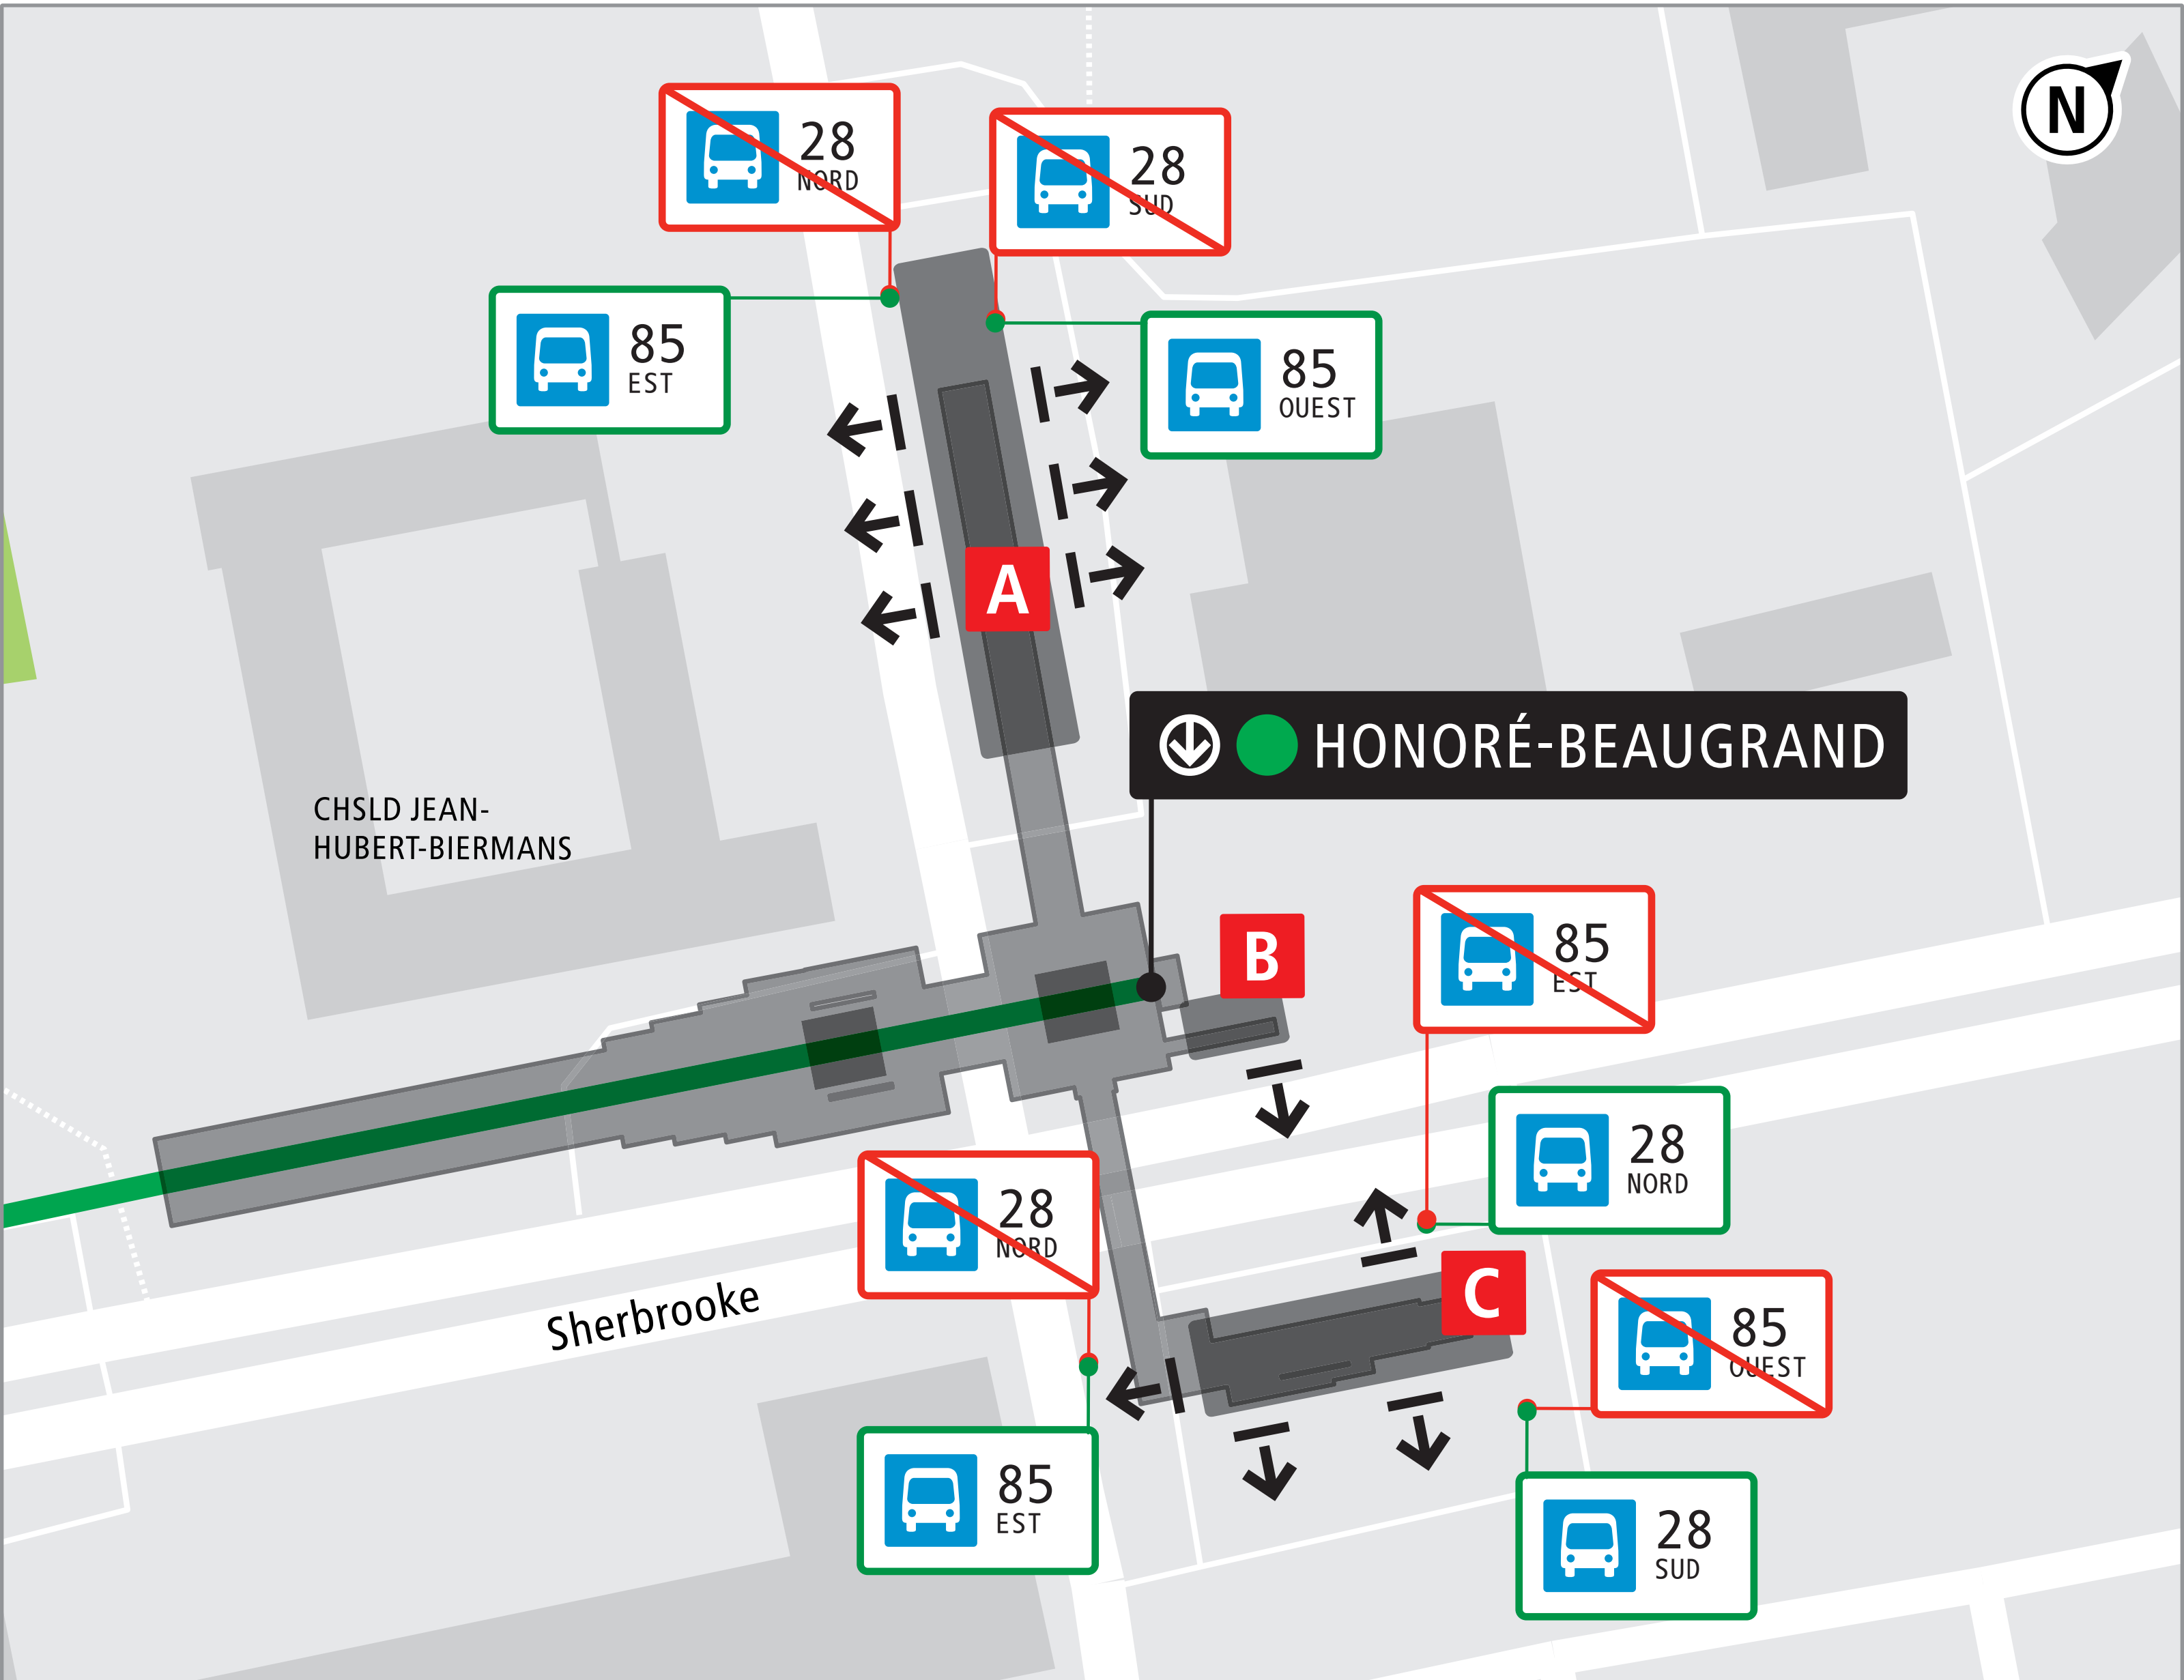 N
28
NORD
28
SUD
85
EST
85
OUEST
A
HONORÉ-BEAUGRAND
CHSLD JEAN-
HUBERT-BIERMANS
B
85
EST
28
NORD
28
NORD
C
Sherbrooke
85
OUEST
85
EST
28
SUD